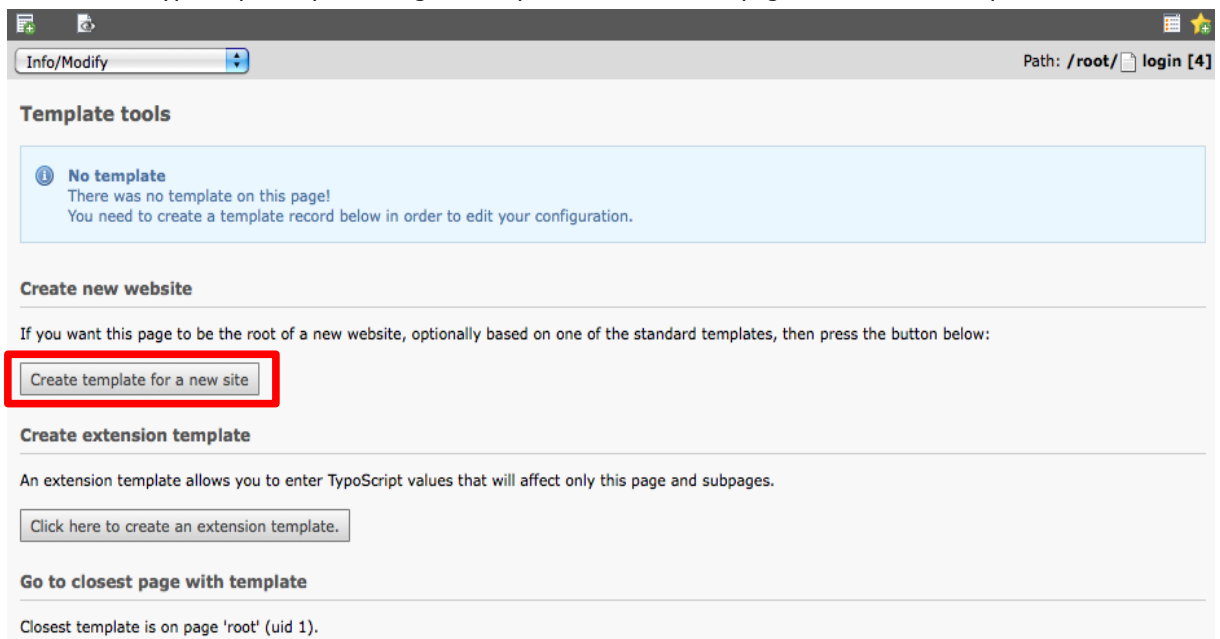 Info/Modify
Path: /root/ login [4]
Template tools
No template
There was no template on this page!
You need to create a template record below in order to edit your configuration.
Create new website
If you want this page to be the root of a new website, optionally based on one of the standard templates, then press the button below:
Create template for a new site
Create extension template
An extension template allows you to enter TypoScript values that will affect only this page and subpages.
Click here to create an extension template.
Go to closest page with template
Closest template is on page 'root' (uid 1).